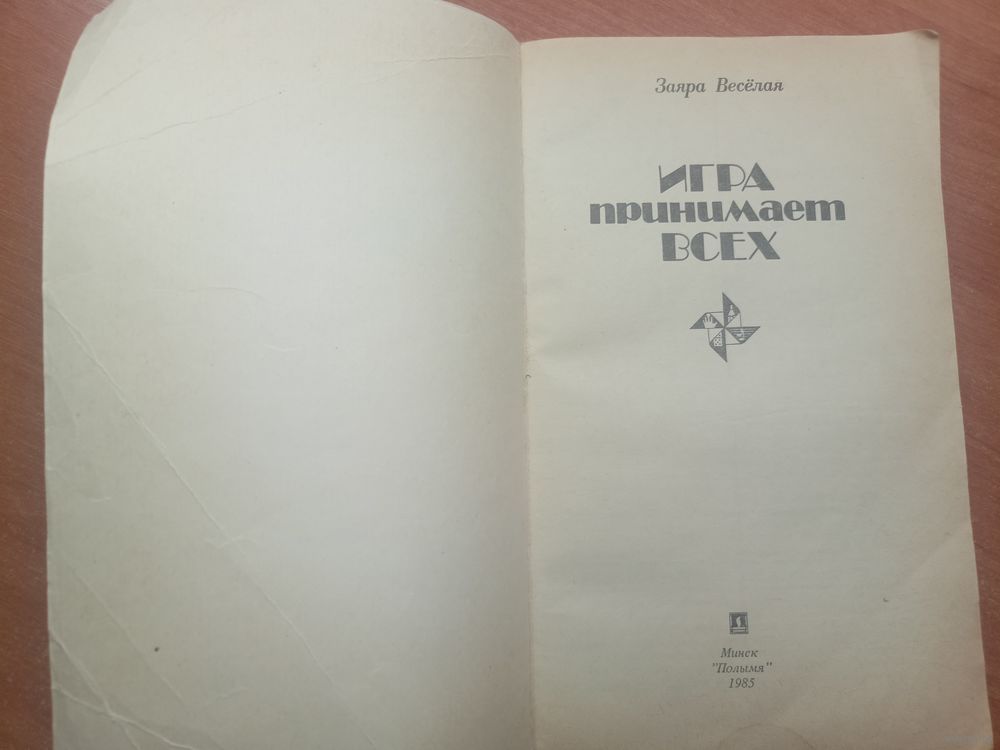 Заяра Весёлая
ИГРА
принимает
ВСЕХ
Минск
"Полымя"
1985